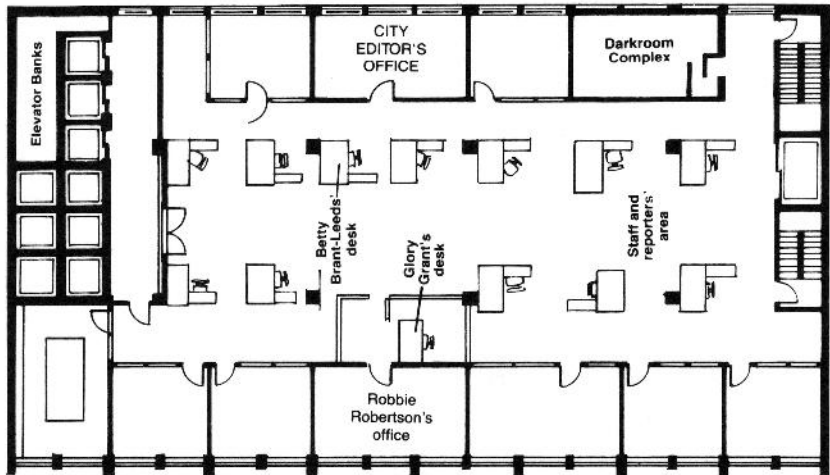 Elevator Banks
CITY
EDITOR'S
OFFICE
Darkroom
Complex
Betty
Brant-Leeds'
desk
Glory
Grant's
desk
Staff and
reporters'
area
Robbie
Robertson's
office